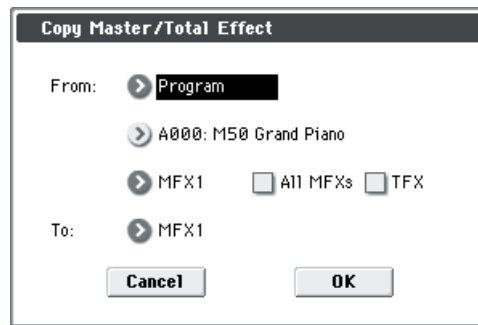 Copy Master/Total Effect
From: Program
A000: M50 Grand Piano
MFX1 All MFXs TFX
To: MFX1
Cancel OK